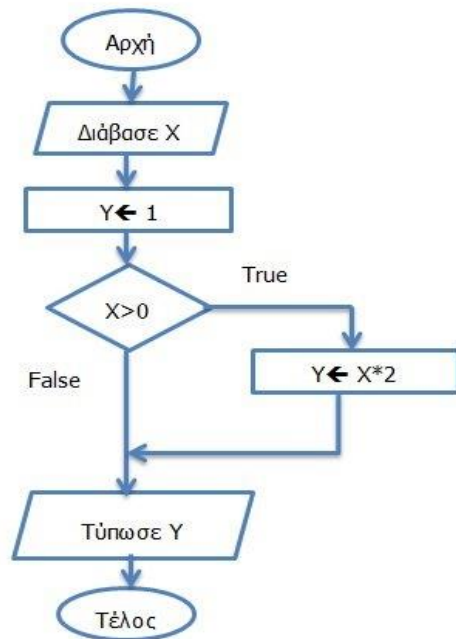 Αρχή
Διάβασε Χ
Υ← 1
Χ>0
True
False
Υ← Χ*2
Τύπωσε Υ
Τέλος